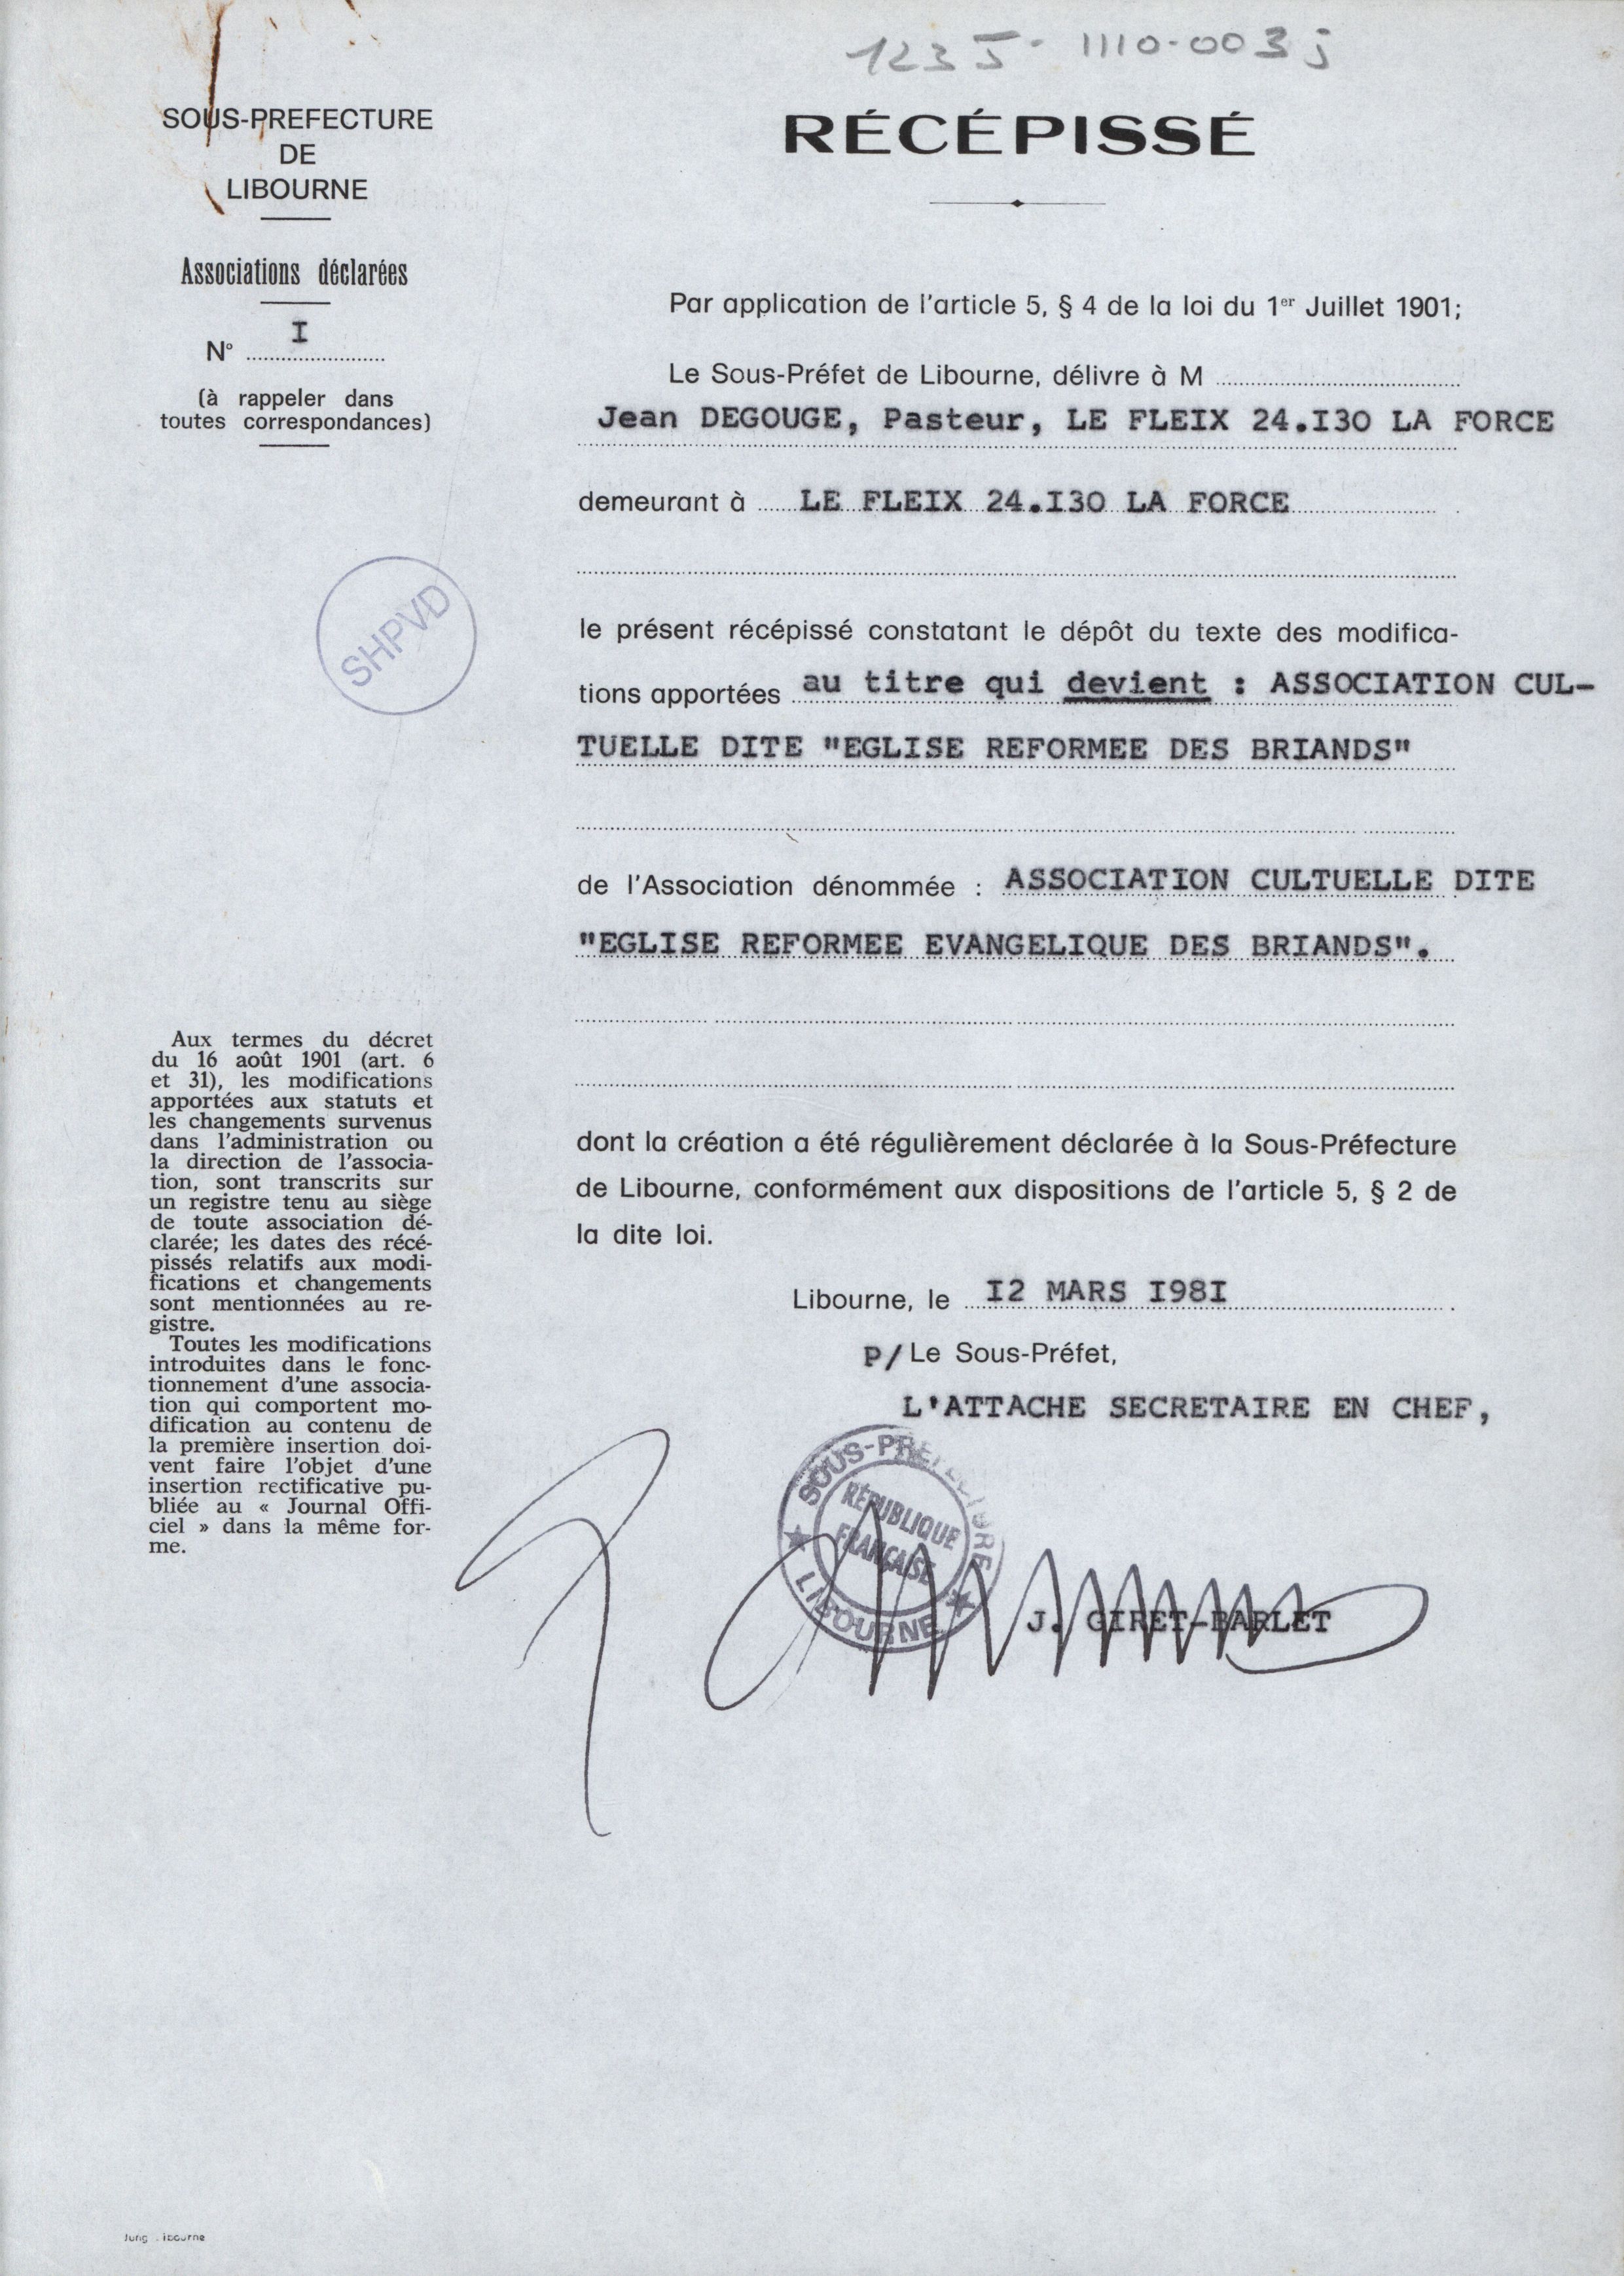 1235-1110-003j
SOUS-PREFECTURE
DE
LIBOURNE
Associations déclarées
N° I
(à rappeler dans
toutes correspondances)
RÉCÉPISSÉ
Par application de l'article 5, § 4 de la loi du 1er Juillet 1901;
Le Sous-Préfet de Libourne, délivre à M
Jean DEGOUGE, Pasteur, LE FLEIX 24.I30 LA FORCE
demeurant à LE FLEIX 24.I30 LA FORCE
SHPVD
le présent récépissé constatant le dépôt du texte des modifica-
tions apportées au titre qui devient : ASSOCIATION CUL-
TUELLE DITE "EGLISE REFORMEE DES BRIANDS"
de l'Association dénommée : ASSOCIATION CULTUELLE DITE
"EGLISE REFORMEE EVANGELIQUE DES BRIANDS".
dont la création a été régulièrement déclarée à la Sous-Préfecture
de Libourne, conformément aux dispositions de l'article 5, § 2 de
la dite loi.
Libourne, le I2 MARS I98I
P/ Le Sous-Préfet,
L'ATTACHE SECRETAIRE EN CHEF,
SOUS-PREFECTURE
RÉPUBLIQUE
FRANÇAISE
LIBOURNE
J. GIRET-BARLET
Aux termes du décret
du 16 août 1901 (art. 6
et 31), les modifications
apportées aux statuts et
les changements survenus
dans l'administration ou
la direction de l'associa-
tion, sont transcrits sur
un registre tenu au siège
de toute association dé-
clarée; les dates des récé-
pissés relatifs aux modi-
fications et changements
sont mentionnées au re-
gistre.
Toutes les modifications
introduites dans le fonc-
tionnement d'une associa-
tion qui comportent mo-
dification au contenu de
la première insertion doi-
vent faire l'objet d'une
insertion rectificative pu-
bliée au « Journal Offi-
ciel » dans la même for-
me.